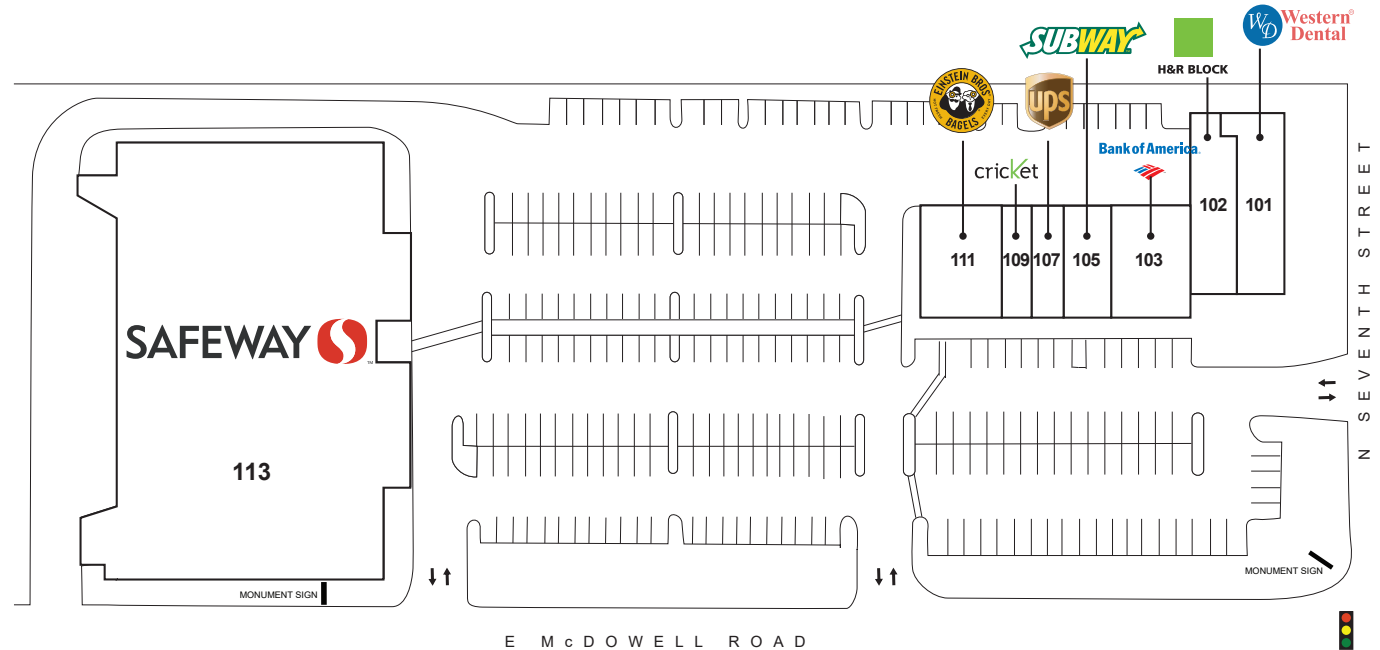 WD Western®
Dental
SUBWAY
H&R BLOCK
EINSTEIN BROS
BAGELS
ups
Bank of America
cricket
102
101
111
109
107
105
103
SAFEWAY
113
N SEVENTH STREET
MONUMENT SIGN
MONUMENT SIGN
E McDOWELL ROAD